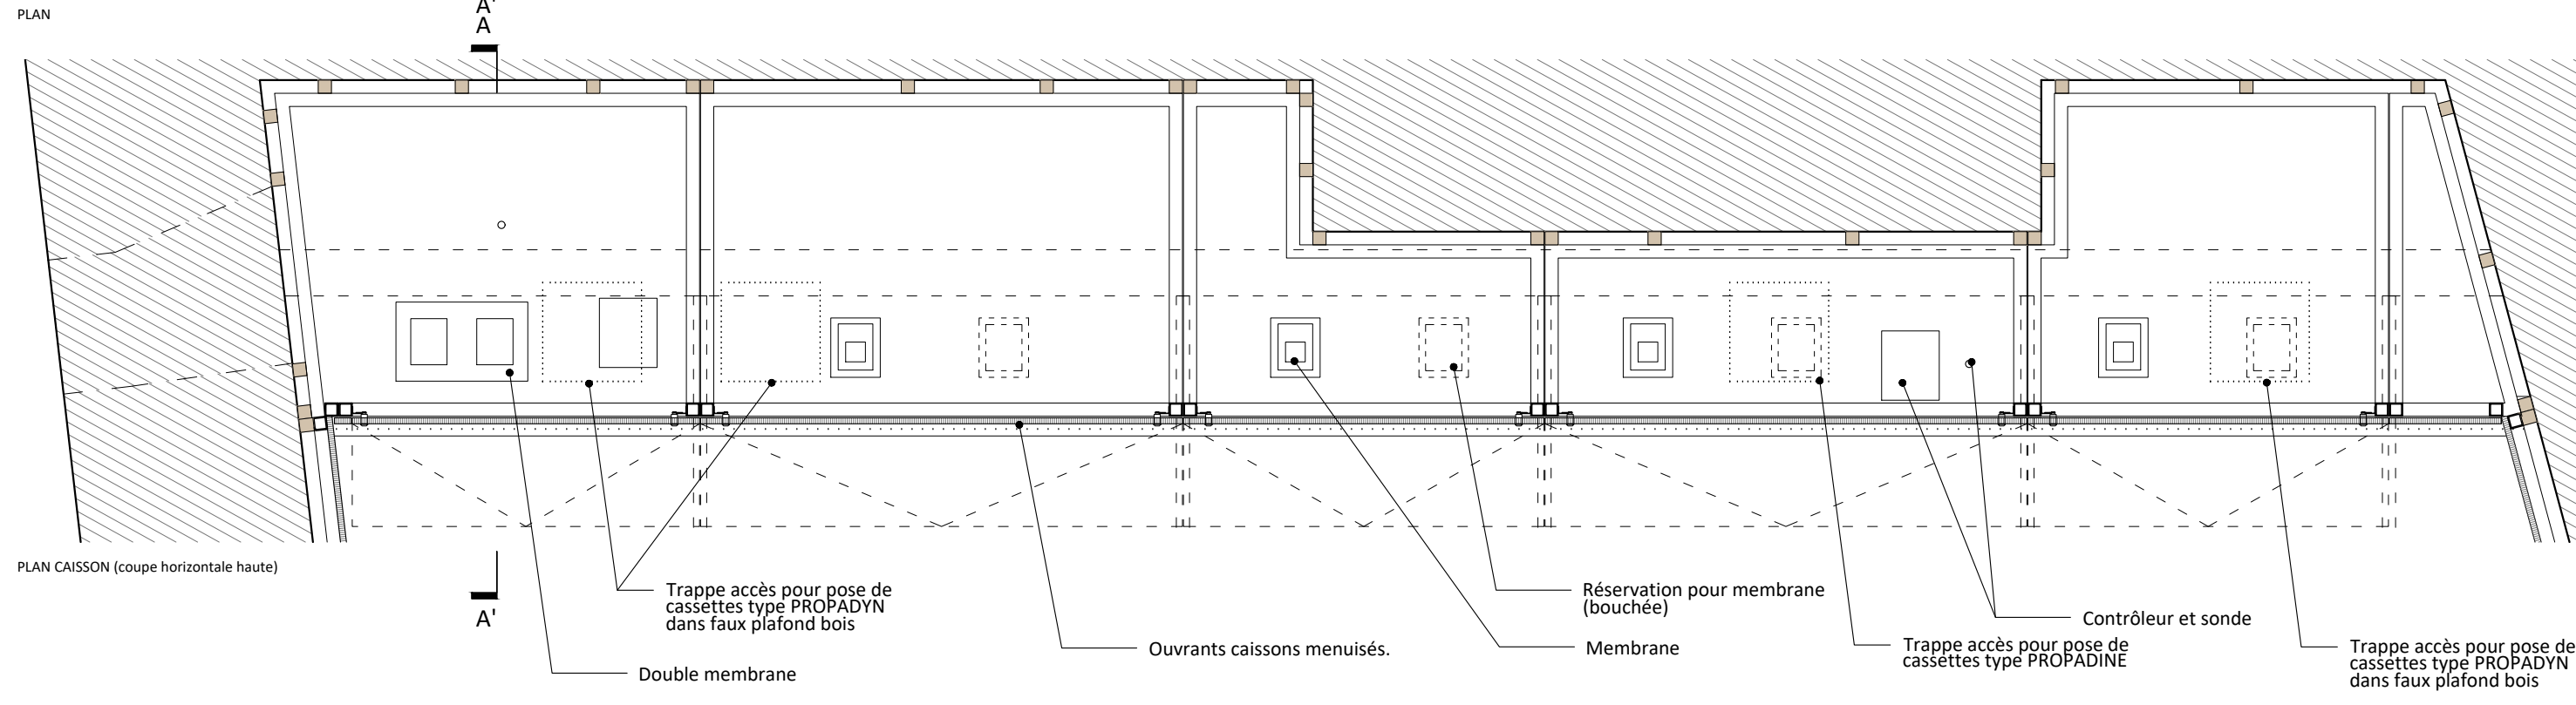 PLAN
A'
A
PLAN CAISSON (coupe horizontale haute)
A'
Trappe accès pour pose de
cassettes type PROPADYN
dans faux plafond bois
Double membrane
Ouvrants caissons menuisés.
Réservation pour membrane
(bouchée)
Membrane
Contrôleur et sonde
Trappe accès pour pose de
cassettes type PROPADINE
Trappe accès pour pose de
cassettes type PROPADYN
dans faux plafond bois